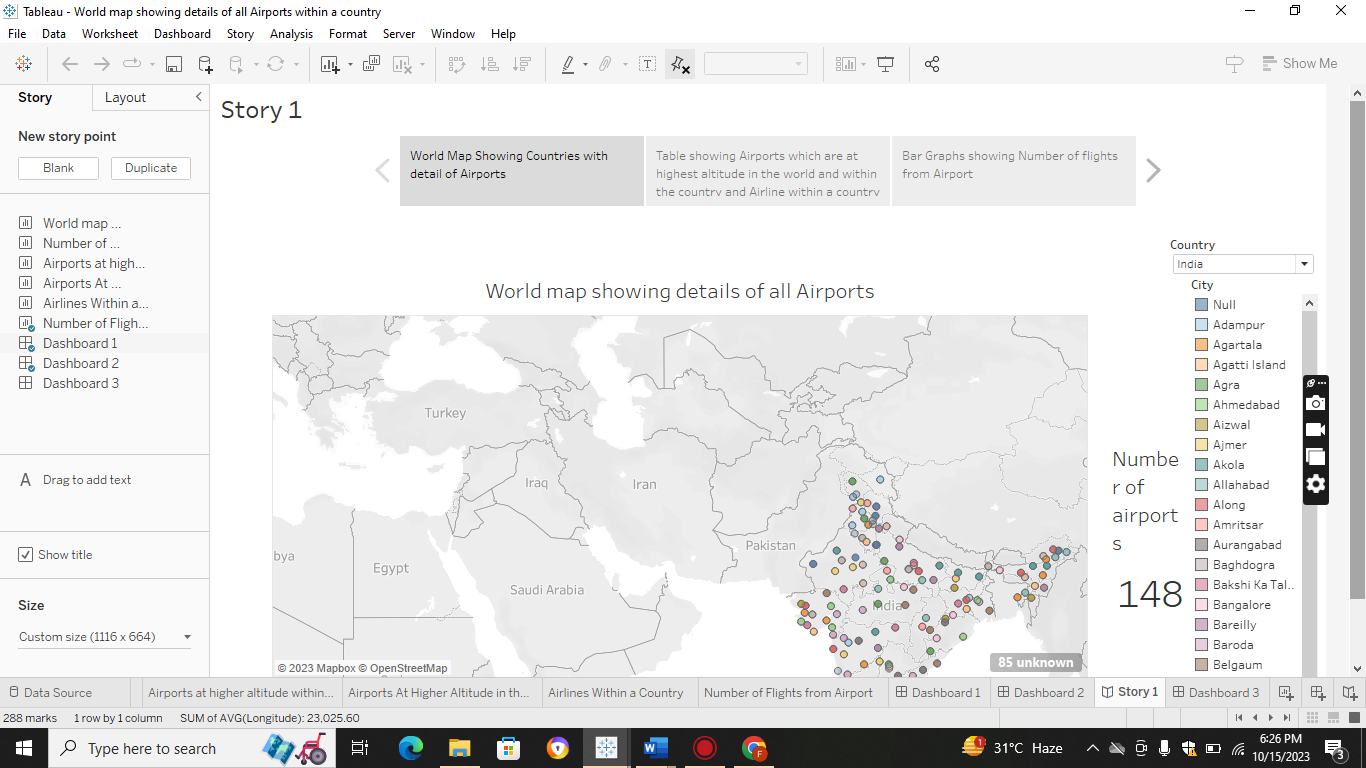 Tableau - World map showing details of all Airports within a country
File Data Worksheet Dashboard Story Analysis Format Server Window Help
Show Me
Story Layout
New story point
Blank Duplicate
World map ...
Number of ...
Airports at high...
Airports At ...
Airlines Within a...
Number of Fligh...
Dashboard 1
Dashboard 2
Dashboard 3
A Drag to add text
Show title
Size
Custom size (1116 x 664)
Story 1
World Map Showing Countries with
detail of Airports
Table showing Airports which are at
highest altitude in the world and within
the country and Airline within a country
Bar Graphs showing Number of flights
from Airport
World map showing details of all Airports
Turkey
Iraq
Iran
Pakistan
bya
Egypt
Saudi Arabia
India
© 2023 Mapbox © OpenStreetMap
85 unknown
Numbe
r of
airport
s
148
Country
India
City
Null
Adampur
Agartala
Agatti Island
Agra
Ahmedabad
Aizwal
Ajmer
Akola
Allahabad
Along
Amritsar
Aurangabad
Baghdogra
Bakshi Ka Tal..
Bangalore
Bareilly
Baroda
Belgaum
Data Source Airports at higher altitude within... Airports At Higher Altitude in th... Airlines Within a Country Number of Flights from Airport Dashboard 1 Dashboard 2 Story 1 Dashboard 3
288 marks 1 row by 1 column SUM of AVG(Longitude): 23,025.60
Type here to search
1
31°C Haze
6:26 PM
10/15/2023
3